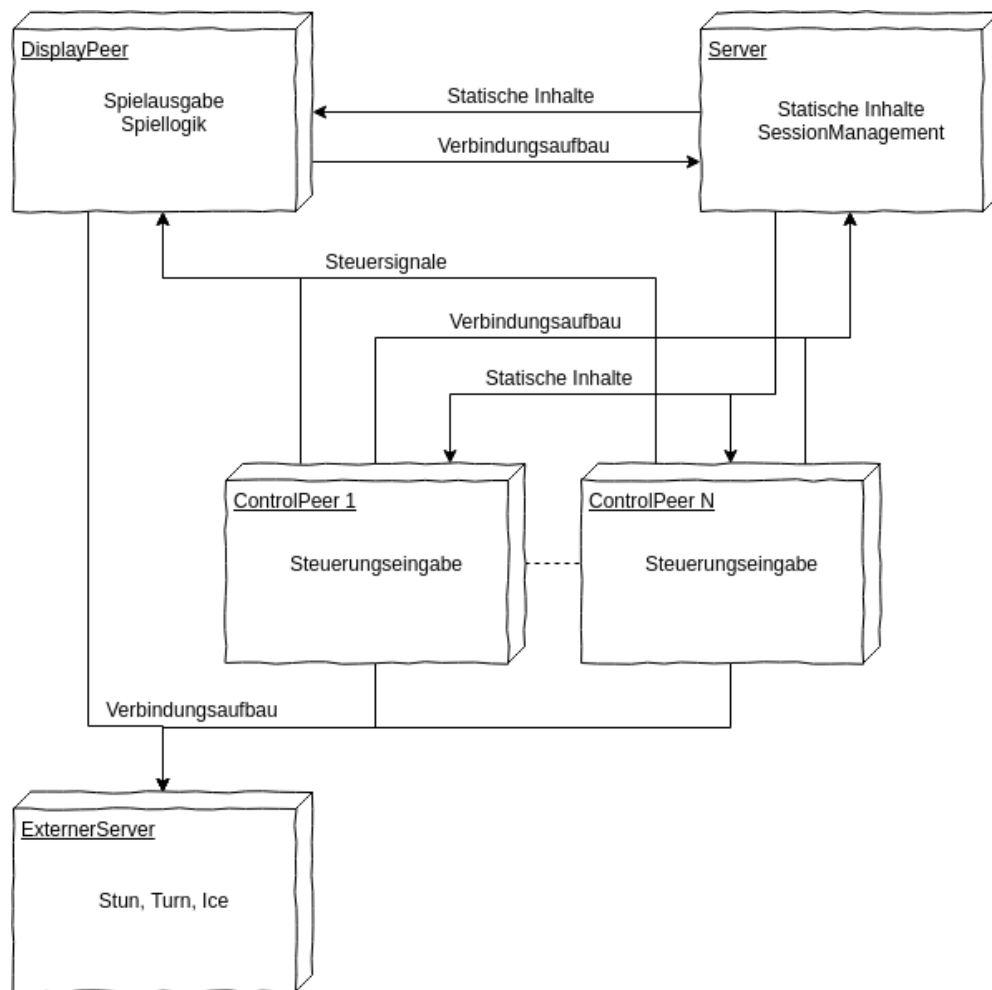 DisplayPeer
Spielausgabe
Spiellogik
Server
Statische Inhalte
SessionManagement
Statische Inhalte
Verbindungsaufbau
Steuersignale
Verbindungsaufbau
Statische Inhalte
ControlPeer 1
Steuerungseingabe
ControlPeer N
Steuerungseingabe
Verbindungsaufbau
ExternerServer
Stun, Turn, Ice